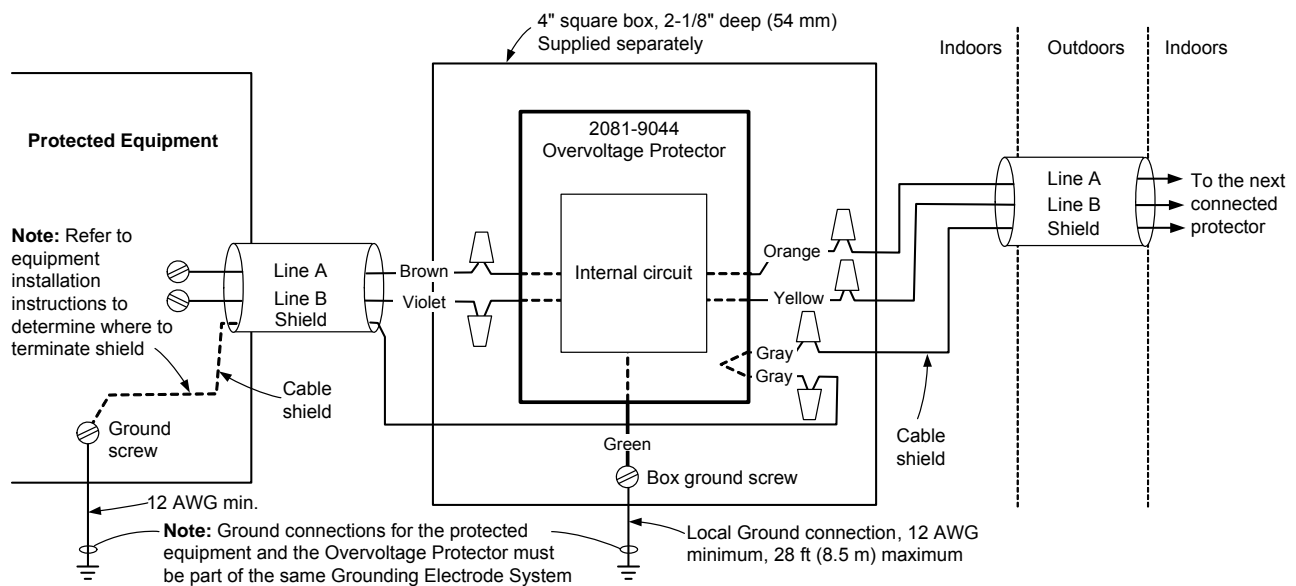 4" square box, 2-1/8" deep (54 mm)
Supplied separately
Indoors
Outdoors
Indoors
Protected Equipment
2081-9044
Overvoltage Protector
Line A
Line B
Shield
To the next
connected
protector
Note: Refer to
equipment
installation
instructions to
determine where to
terminate shield
Line A
Line B
Shield
Brown
Violet
Internal circuit
Orange
Yellow
Gray
Gray
Cable
shield
Ground
screw
Green
Box ground screw
Cable
shield
12 AWG min.
Note: Ground connections for the protected
equipment and the Overvoltage Protector must
be part of the same Grounding Electrode System
Local Ground connection, 12 AWG
minimum, 28 ft (8.5 m) maximum